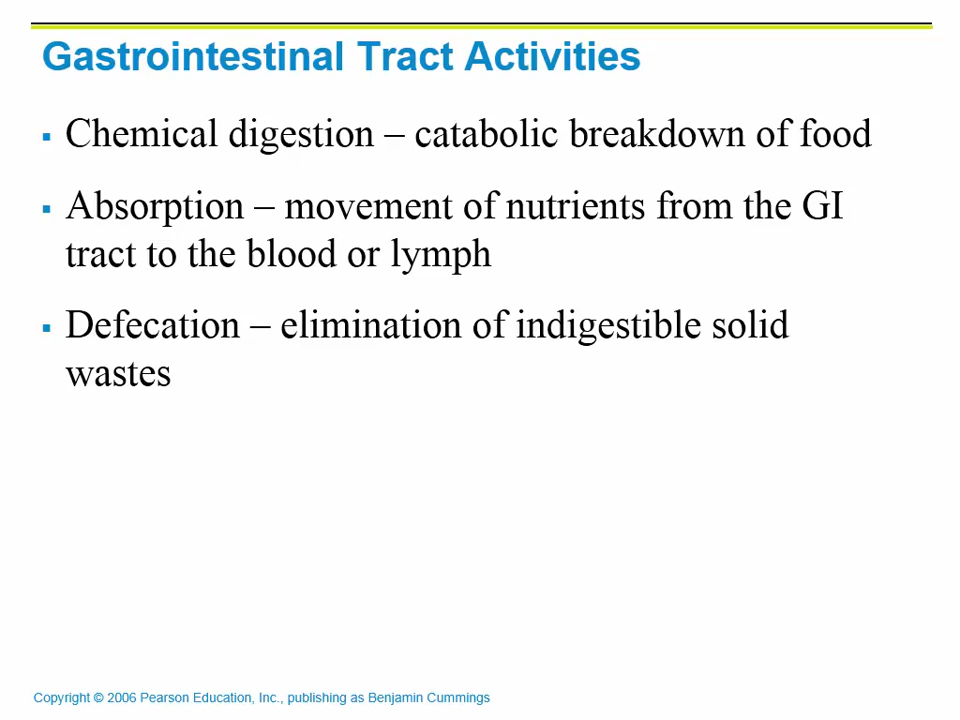 Gastrointestinal Tract Activities
▪ Chemical digestion – catabolic breakdown of food
▪ Absorption – movement of nutrients from the GI
tract to the blood or lymph
▪ Defecation – elimination of indigestible solid
wastes
Copyright © 2006 Pearson Education, Inc., publishing as Benjamin Cummings